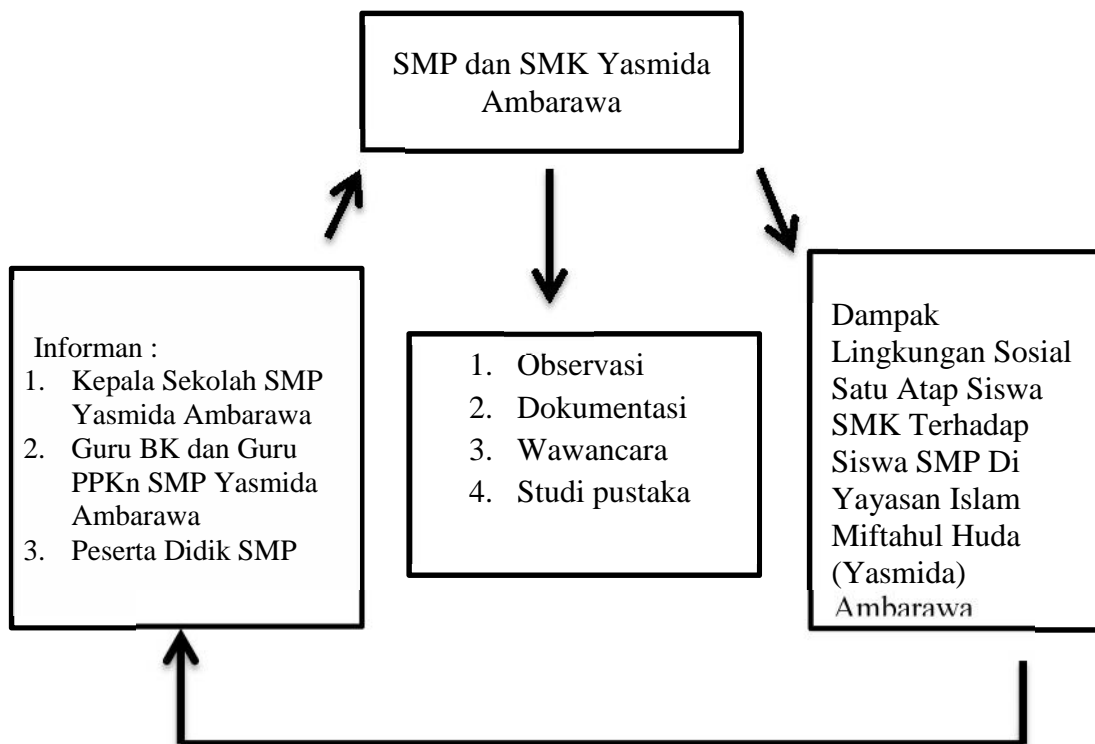 SMP dan SMK Yasmida
Ambarawa
Informan :
1. Kepala Sekolah SMP
Yasmida Ambarawa
2. Guru BK dan Guru
PPKn SMP Yasmida
Ambarawa
3. Peserta Didik SMP
1. Observasi
2. Dokumentasi
3. Wawancara
4. Studi pustaka
Dampak
Lingkungan Sosial
Satu Atap Siswa
SMK Terhadap
Siswa SMP Di
Yayasan Islam
Miftahul Huda
(Yasmida)
Ambarawa